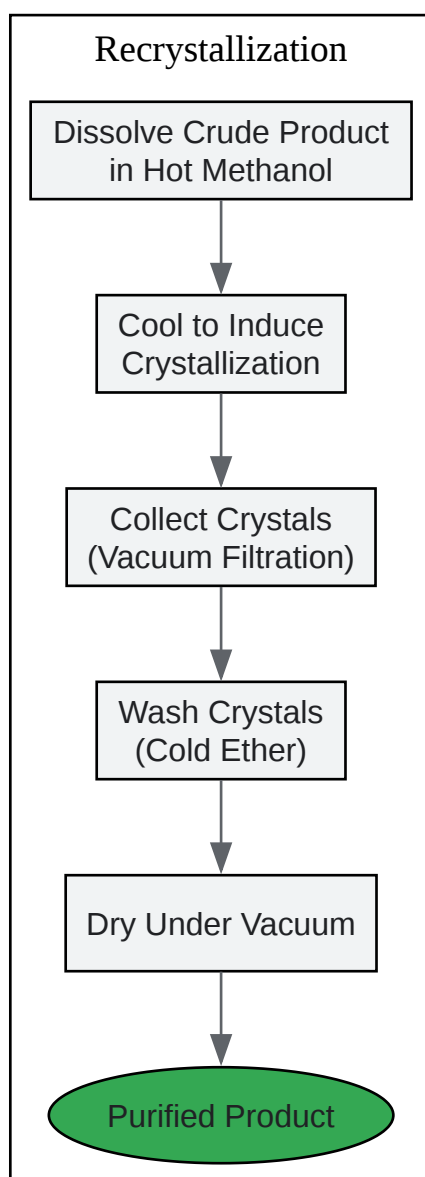 Recrystallization
Dissolve Crude Product
in Hot Methanol
Cool to Induce
Crystallization
Collect Crystals
(Vacuum Filtration)
Wash Crystals
(Cold Ether)
Dry Under Vacuum
Purified Product